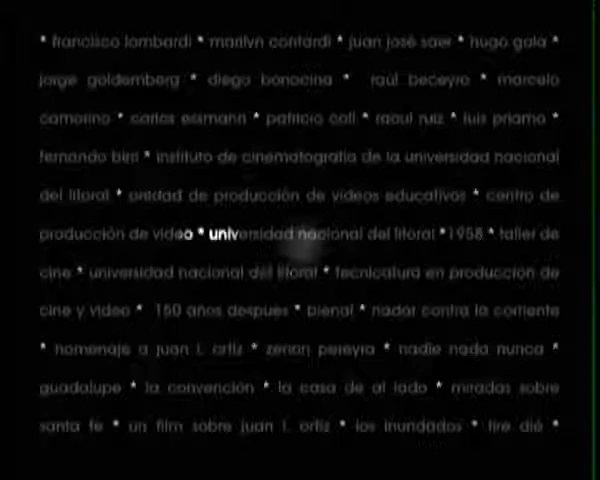 * francisco lombardi * marilyn contardi * juan josé saer * hugo gola *
jorge goldemberg * diego bonacina * raúl beceyro * marcelo
camorino * carlos essmann * patricio coll * raoul ruiz * luis priamo *
fernando birri * instituto de cinematografía de la universidad nacional
del litoral * entidad de producción de videos educativos * centro de
producción de video * universidad nacional del litoral *1958 * taller de
cine * universidad nacional del litoral * tecnicatura en producción de
cine y video * 150 años después * bienal * nadar contra la corriente
* homenaje a juan l. ortiz * zenon pereyra * nadie nada nunca *
guadalupe * la convención * la casa de al lado * miradas sobre
santa fe * un film sobre juan l. ortiz * los inundados * tire dié *